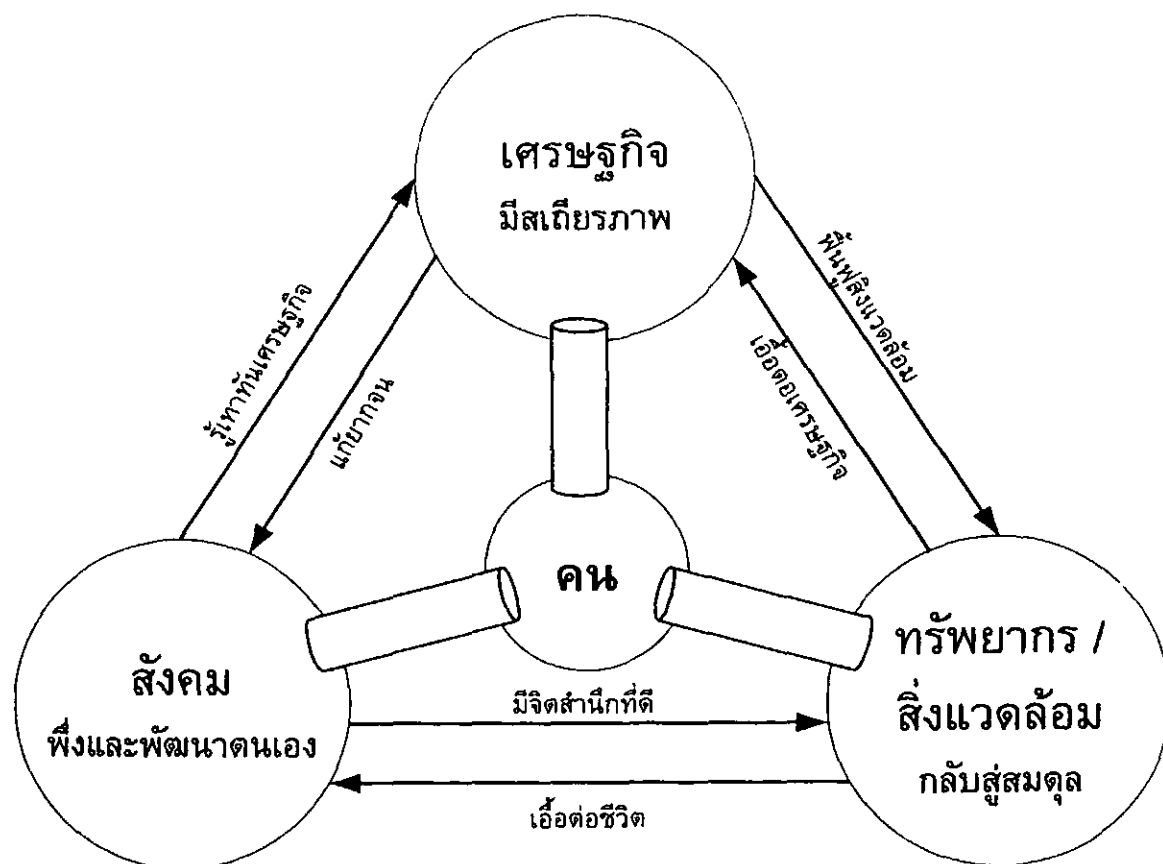 เศรษฐกิจ
มีสเถียรภาพ
รู้เท่าทันเศรษฐกิจ
แก้ยากจน
เอื้อต่อเศรษฐกิจ
ฟื้นฟูสิ่งแวดล้อม
คน
สังคม
พึ่งและพัฒนาตนเอง
มีจิตสำนึกที่ดี
เอื้อต่อชีวิต
ทรัพยากร /
สิ่งแวดล้อม
กลับสู่สมดุล